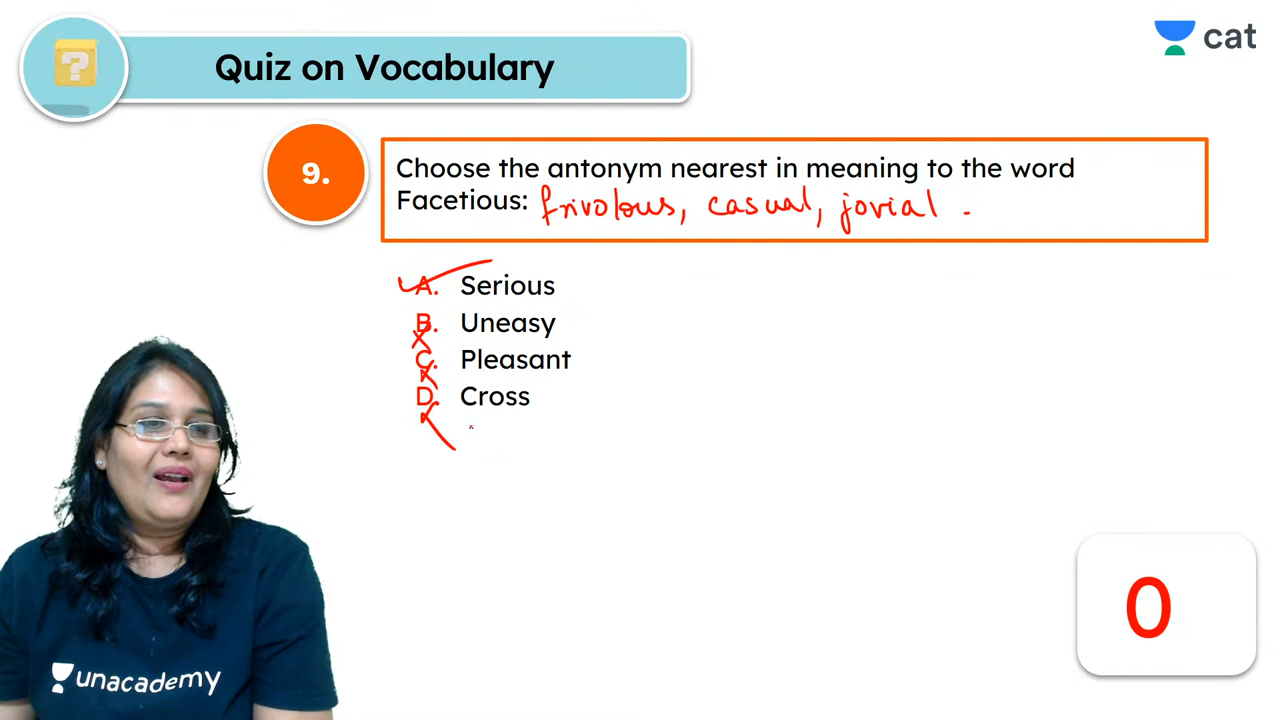 Quiz on Vocabulary
cat
9.
Choose the antonym nearest in meaning to the word
Facetious: frivolous, casual, jovial.
A. Serious
B. Uneasy
C. Pleasant
D. Cross
0
unacademy